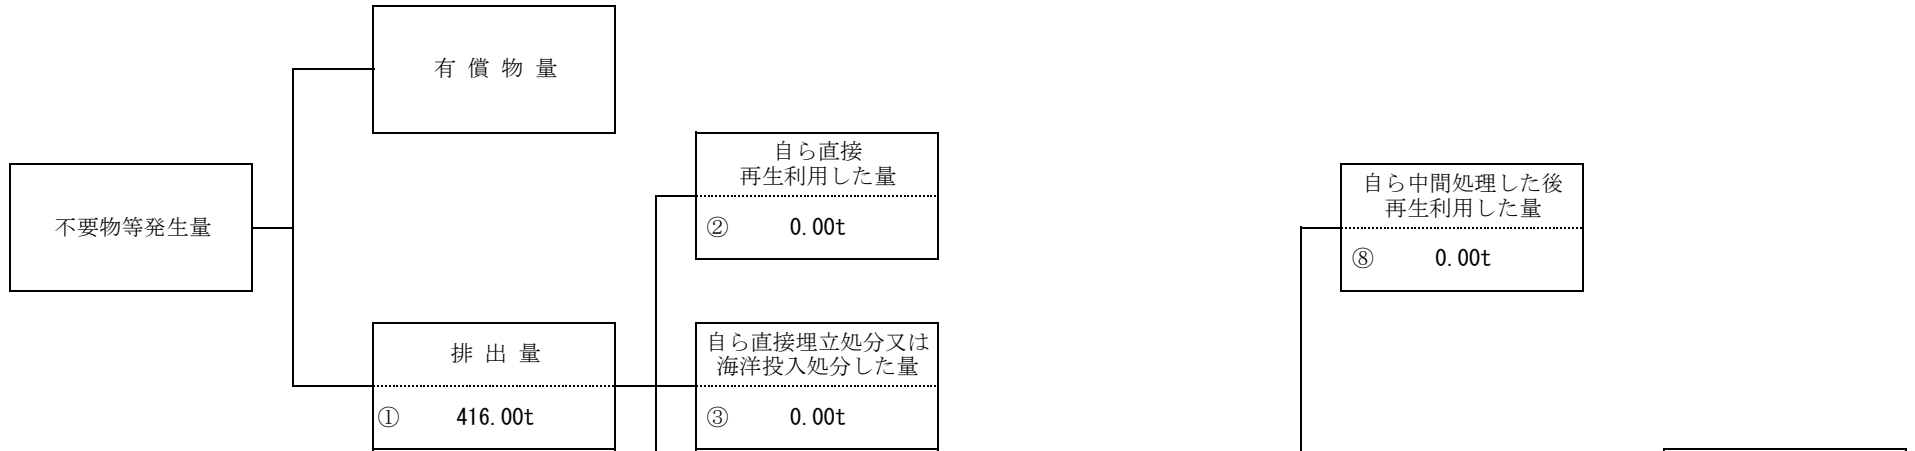 有 償 物 量
自ら直接
再生利用した量
② 0.00t
自ら中間処理した後
再生利用した量
⑧ 0.00t
不要物等発生量
排 出 量
① 416.00t
自ら直接埋立処分又は
海洋投入処分した量
③ 0.00t